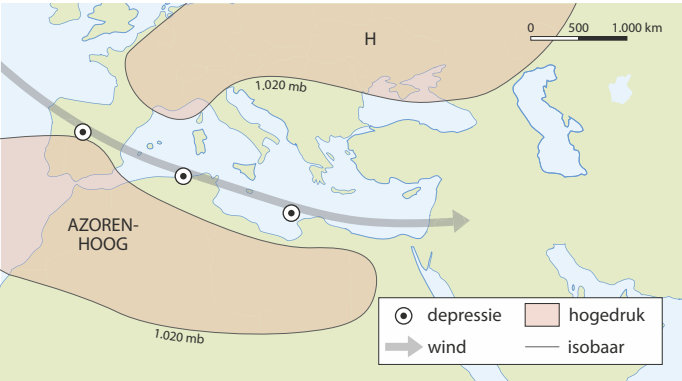 H
0 500 1.000 km
1.020 mb
AZOREN-
HOOG
1.020 mb
depressie
hogedruk
wind
isobaar